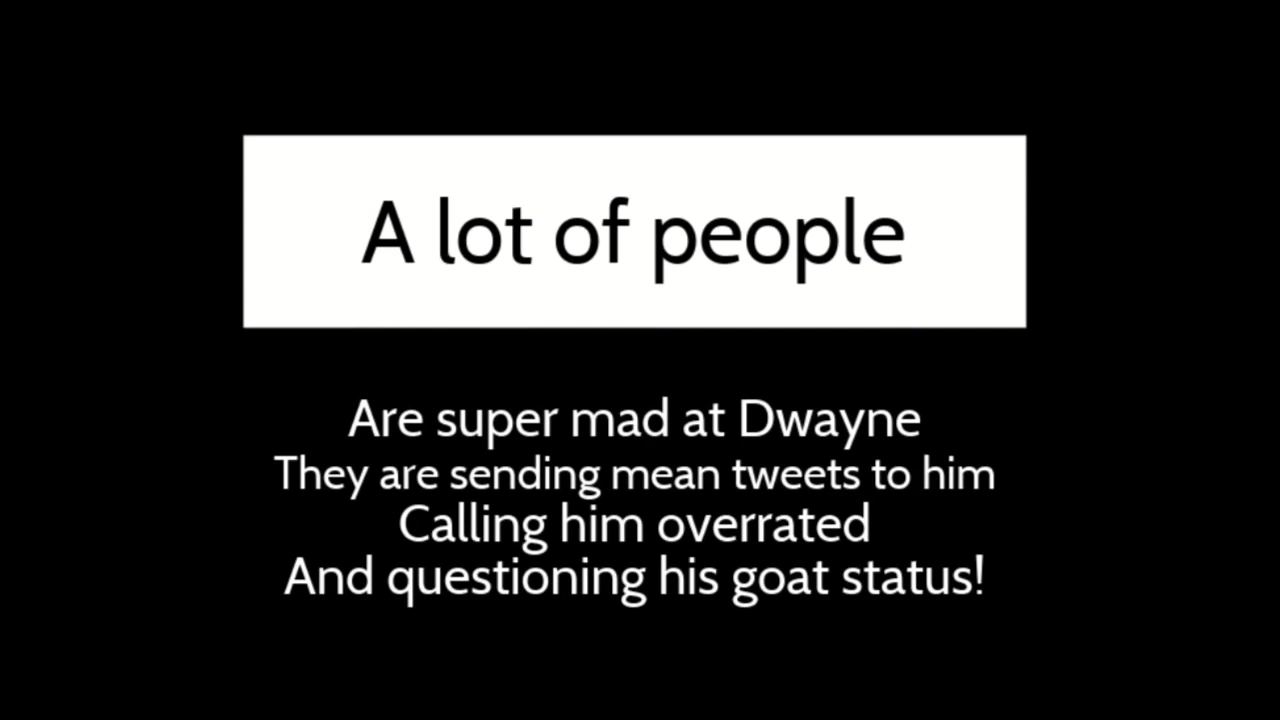 A lot of people
Are super mad at Dwayne
They are sending mean tweets to him
Calling him overrated
And questioning his goat status!